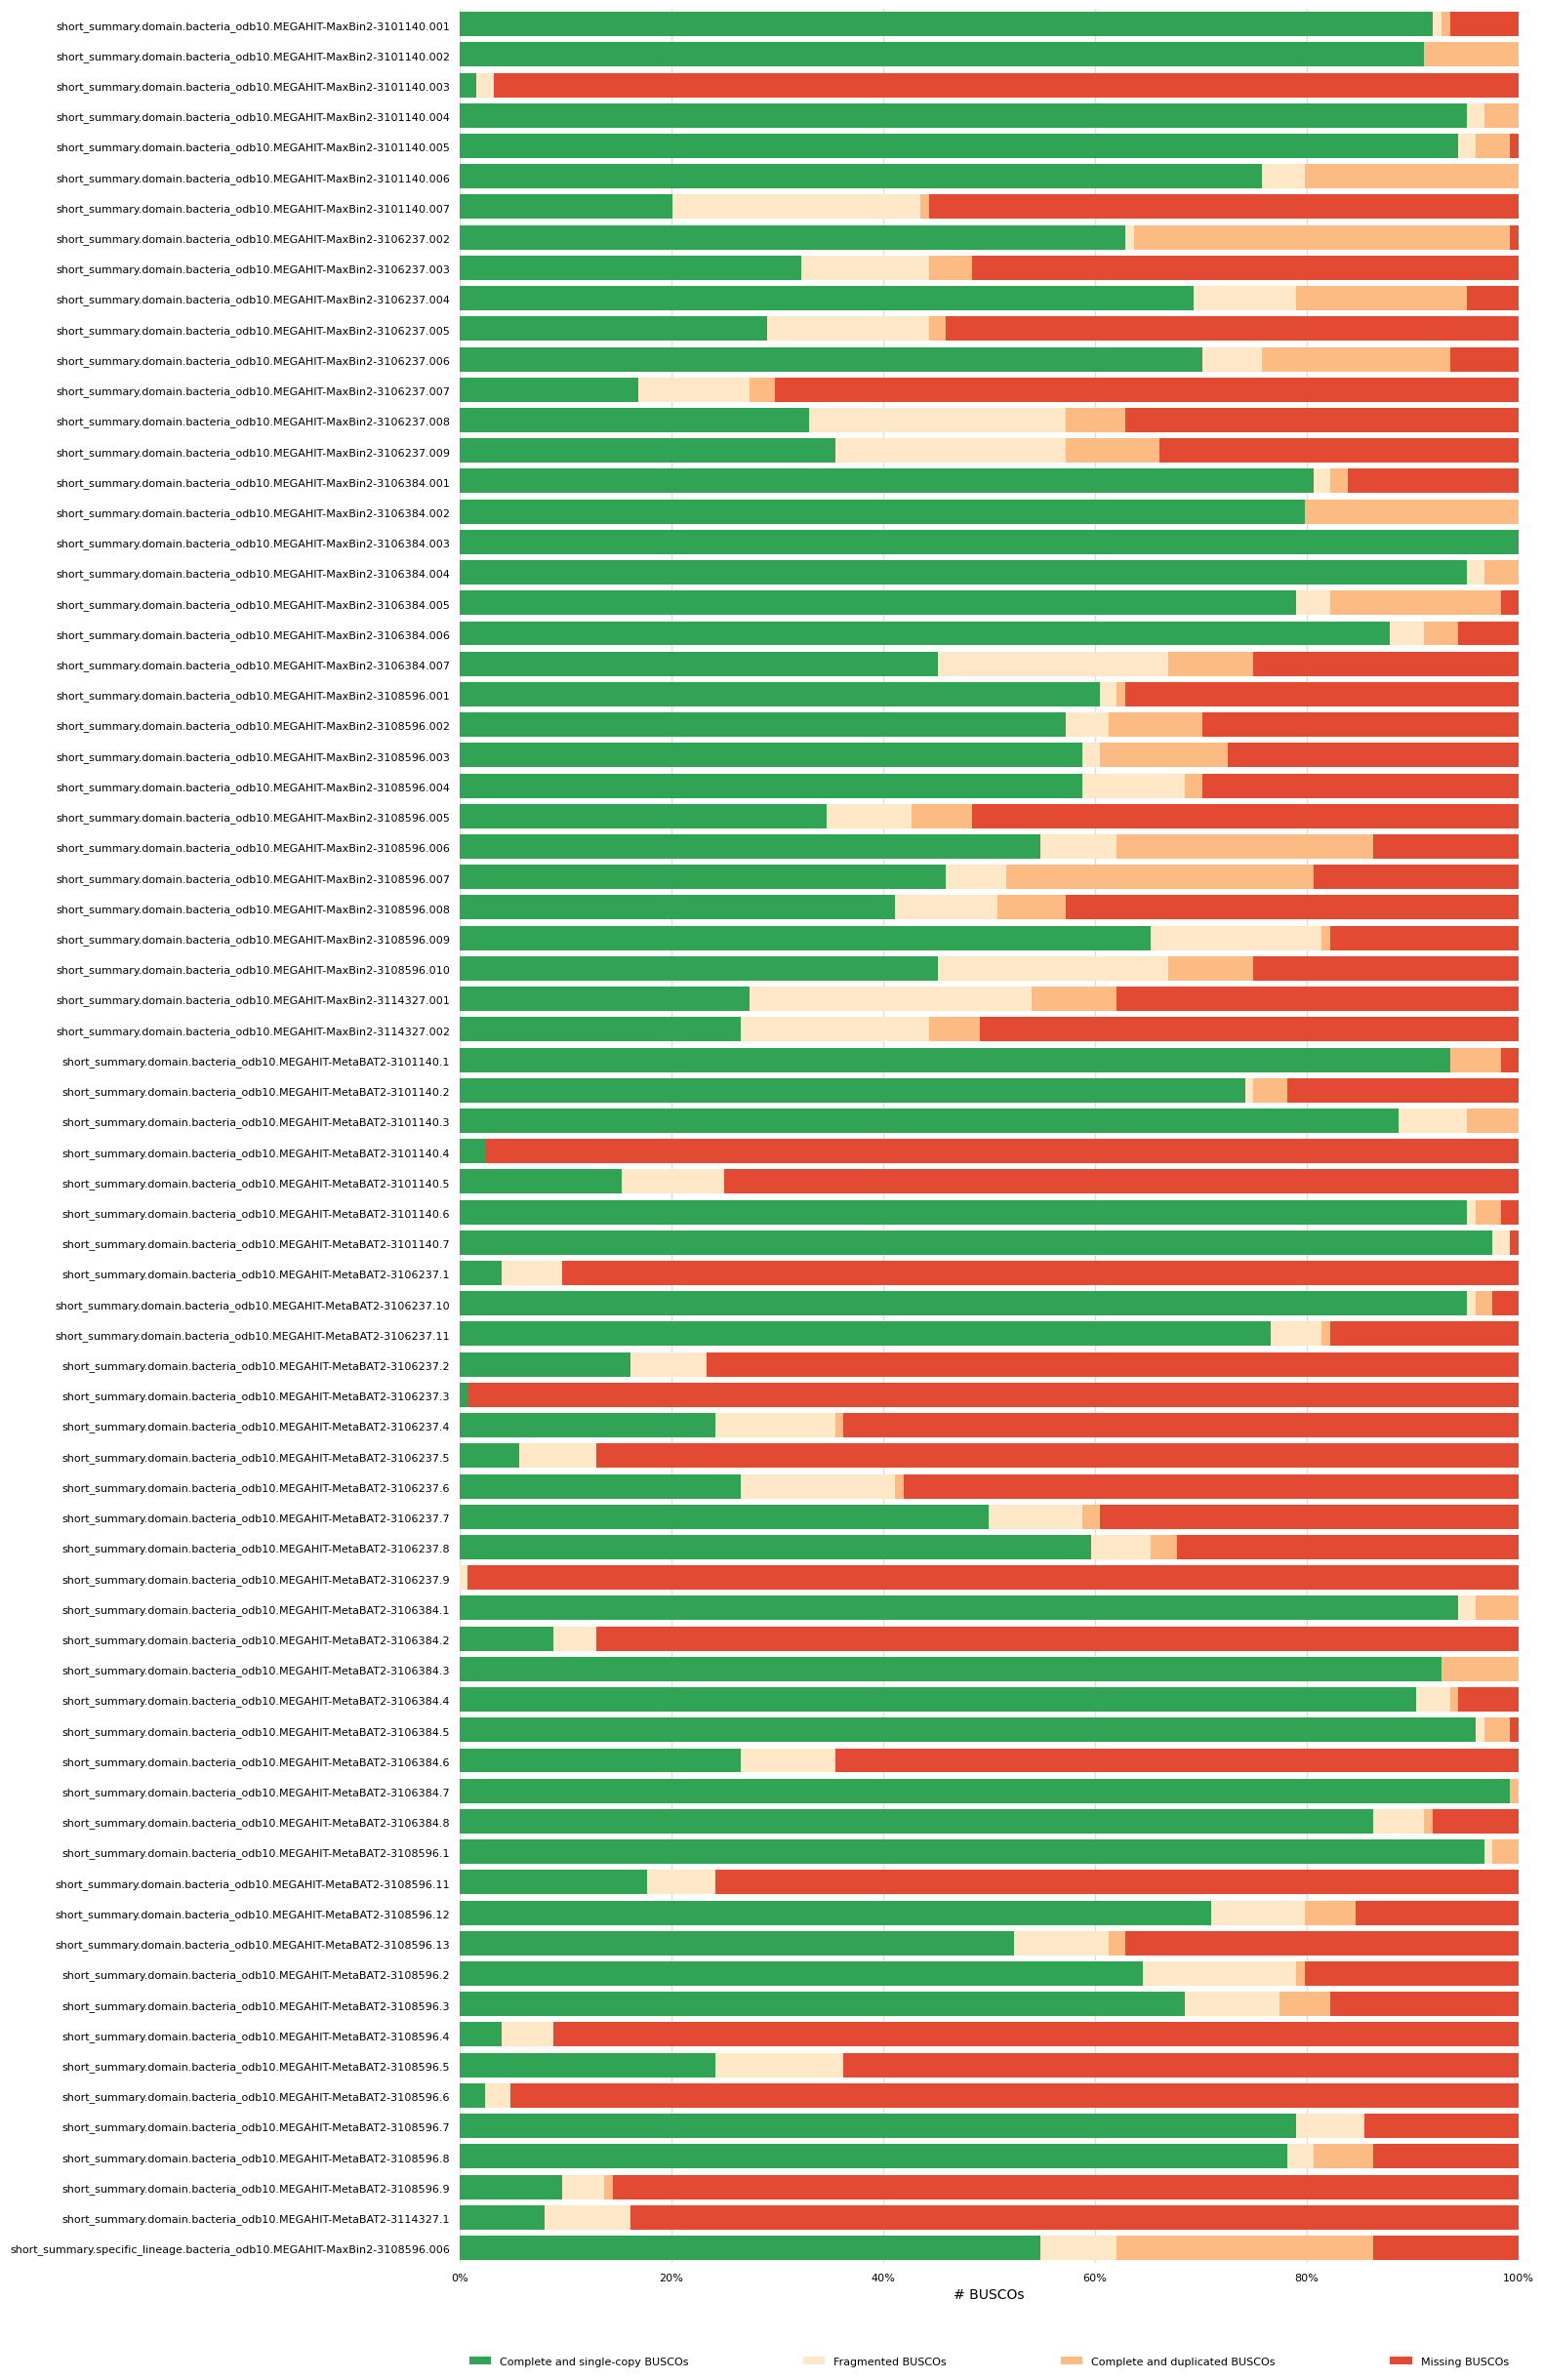 short_summary.domain.bacteria_odb10.MEGAHIT-MaxBin2-3101140.001
short_summary.domain.bacteria_odb10.MEGAHIT-MaxBin2-3101140.002
short_summary.domain.bacteria_odb10.MEGAHIT-MaxBin2-3101140.003
short_summary.domain.bacteria_odb10.MEGAHIT-MaxBin2-3101140.004
short_summary.domain.bacteria_odb10.MEGAHIT-MaxBin2-3101140.005
short_summary.domain.bacteria_odb10.MEGAHIT-MaxBin2-3101140.006
short_summary.domain.bacteria_odb10.MEGAHIT-MaxBin2-3101140.007
short_summary.domain.bacteria_odb10.MEGAHIT-MaxBin2-3106237.002
short_summary.domain.bacteria_odb10.MEGAHIT-MaxBin2-3106237.003
short_summary.domain.bacteria_odb10.MEGAHIT-MaxBin2-3106237.004
short_summary.domain.bacteria_odb10.MEGAHIT-MaxBin2-3106237.005
short_summary.domain.bacteria_odb10.MEGAHIT-MaxBin2-3106237.006
short_summary.domain.bacteria_odb10.MEGAHIT-MaxBin2-3106237.007
short_summary.domain.bacteria_odb10.MEGAHIT-MaxBin2-3106237.008
short_summary.domain.bacteria_odb10.MEGAHIT-MaxBin2-3106237.009
short_summary.domain.bacteria_odb10.MEGAHIT-MaxBin2-3106384.001
short_summary.domain.bacteria_odb10.MEGAHIT-MaxBin2-3106384.002
short_summary.domain.bacteria_odb10.MEGAHIT-MaxBin2-3106384.003
short_summary.domain.bacteria_odb10.MEGAHIT-MaxBin2-3106384.004
short_summary.domain.bacteria_odb10.MEGAHIT-MaxBin2-3106384.005
short_summary.domain.bacteria_odb10.MEGAHIT-MaxBin2-3106384.006
short_summary.domain.bacteria_odb10.MEGAHIT-MaxBin2-3106384.007
short_summary.domain.bacteria_odb10.MEGAHIT-MaxBin2-3108596.001
short_summary.domain.bacteria_odb10.MEGAHIT-MaxBin2-3108596.002
short_summary.domain.bacteria_odb10.MEGAHIT-MaxBin2-3108596.003
short_summary.domain.bacteria_odb10.MEGAHIT-MaxBin2-3108596.004
short_summary.domain.bacteria_odb10.MEGAHIT-MaxBin2-3108596.005
short_summary.domain.bacteria_odb10.MEGAHIT-MaxBin2-3108596.006
short_summary.domain.bacteria_odb10.MEGAHIT-MaxBin2-3108596.007
short_summary.domain.bacteria_odb10.MEGAHIT-MaxBin2-3108596.008
short_summary.domain.bacteria_odb10.MEGAHIT-MaxBin2-3108596.009
short_summary.domain.bacteria_odb10.MEGAHIT-MaxBin2-3108596.010
short_summary.domain.bacteria_odb10.MEGAHIT-MaxBin2-3114327.001
short_summary.domain.bacteria_odb10.MEGAHIT-MaxBin2-3114327.002
short_summary.domain.bacteria_odb10.MEGAHIT-MetaBAT2-3101140.1
short_summary.domain.bacteria_odb10.MEGAHIT-MetaBAT2-3101140.2
short_summary.domain.bacteria_odb10.MEGAHIT-MetaBAT2-3101140.3
short_summary.domain.bacteria_odb10.MEGAHIT-MetaBAT2-3101140.4
short_summary.domain.bacteria_odb10.MEGAHIT-MetaBAT2-3101140.5
short_summary.domain.bacteria_odb10.MEGAHIT-MetaBAT2-3101140.6
short_summary.domain.bacteria_odb10.MEGAHIT-MetaBAT2-3101140.7
short_summary.domain.bacteria_odb10.MEGAHIT-MetaBAT2-3106237.1
short_summary.domain.bacteria_odb10.MEGAHIT-MetaBAT2-3106237.10
short_summary.domain.bacteria_odb10.MEGAHIT-MetaBAT2-3106237.11
short_summary.domain.bacteria_odb10.MEGAHIT-MetaBAT2-3106237.2
short_summary.domain.bacteria_odb10.MEGAHIT-MetaBAT2-3106237.3
short_summary.domain.bacteria_odb10.MEGAHIT-MetaBAT2-3106237.4
short_summary.domain.bacteria_odb10.MEGAHIT-MetaBAT2-3106237.5
short_summary.domain.bacteria_odb10.MEGAHIT-MetaBAT2-3106237.6
short_summary.domain.bacteria_odb10.MEGAHIT-MetaBAT2-3106237.7
short_summary.domain.bacteria_odb10.MEGAHIT-MetaBAT2-3106237.8
short_summary.domain.bacteria_odb10.MEGAHIT-MetaBAT2-3106237.9
short_summary.domain.bacteria_odb10.MEGAHIT-MetaBAT2-3106384.1
short_summary.domain.bacteria_odb10.MEGAHIT-MetaBAT2-3106384.2
short_summary.domain.bacteria_odb10.MEGAHIT-MetaBAT2-3106384.3
short_summary.domain.bacteria_odb10.MEGAHIT-MetaBAT2-3106384.4
short_summary.domain.bacteria_odb10.MEGAHIT-MetaBAT2-3106384.5
short_summary.domain.bacteria_odb10.MEGAHIT-MetaBAT2-3106384.6
short_summary.domain.bacteria_odb10.MEGAHIT-MetaBAT2-3106384.7
short_summary.domain.bacteria_odb10.MEGAHIT-MetaBAT2-3106384.8
short_summary.domain.bacteria_odb10.MEGAHIT-MetaBAT2-3108596.1
short_summary.domain.bacteria_odb10.MEGAHIT-MetaBAT2-3108596.11
short_summary.domain.bacteria_odb10.MEGAHIT-MetaBAT2-3108596.12
short_summary.domain.bacteria_odb10.MEGAHIT-MetaBAT2-3108596.13
short_summary.domain.bacteria_odb10.MEGAHIT-MetaBAT2-3108596.2
short_summary.domain.bacteria_odb10.MEGAHIT-MetaBAT2-3108596.3
short_summary.domain.bacteria_odb10.MEGAHIT-MetaBAT2-3108596.4
short_summary.domain.bacteria_odb10.MEGAHIT-MetaBAT2-3108596.5
short_summary.domain.bacteria_odb10.MEGAHIT-MetaBAT2-3108596.6
short_summary.domain.bacteria_odb10.MEGAHIT-MetaBAT2-3108596.7
short_summary.domain.bacteria_odb10.MEGAHIT-MetaBAT2-3108596.8
short_summary.domain.bacteria_odb10.MEGAHIT-MetaBAT2-3108596.9
short_summary.domain.bacteria_odb10.MEGAHIT-MetaBAT2-3114327.1
short_summary.specific_lineage.bacteria_odb10.MEGAHIT-MaxBin2-3108596.006
0% 20% 40% 60% 80% 100%
# BUSCOs
Complete and single-copy BUSCOs Fragmented BUSCOs Complete and duplicated BUSCOs Missing BUSCOs